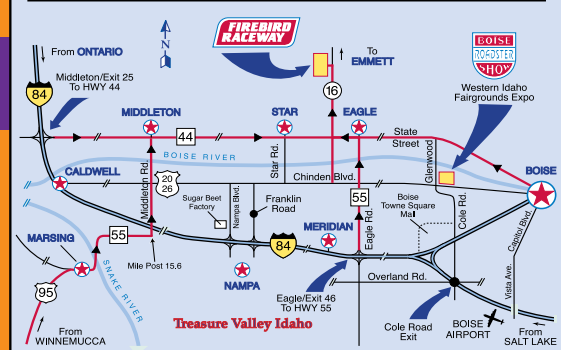 From ONTARIO
N
FIREBIRD
RACEWAY
To
EMMETT
BOISE
ROADSTER
SHOW
Middleton/Exit 25
To HWY 44
84
16
Western Idaho
Fairgrounds Expo
MIDDLETON
STAR
EAGLE
44
State
Street
BOISE RIVER
Star Rd.
Glenwood
CALDWELL
Middleton Rd.
20
26
Chinden Blvd.
BOISE
Sugar Beet
Factory
Nampa Blvd.
Franklin
Road
55
Eagle Rd.
Boise
Towne Square
Mall
Cole Rd.
Capitol Blvd.
MERIDIAN
MARSING
55
84
Mile Post 15.6
SNAKE RIVER
NAMPA
Overland Rd.
Vista Ave.
95
Eagle/Exit 46
To HWY 55
Treasure Valley Idaho
Cole Road
Exit
BOISE
AIRPORT
From
WINNEMUCCA
From
SALT LAKE